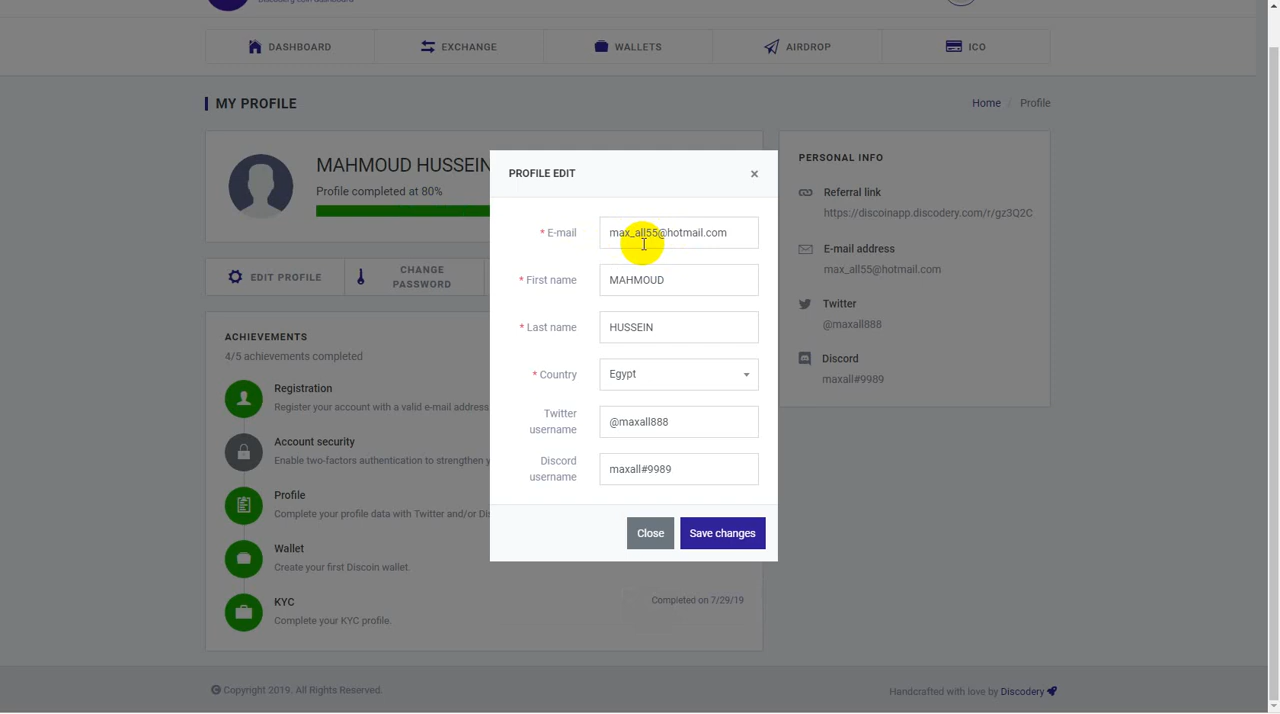 DASHBOARD
EXCHANGE
WALLETS
AIRDROP
ICO
MY PROFILE
Home / Profile
MAHMOUD HUSSEIN
Profile completed at 80%
EDIT PROFILE
CHANGE
PASSWORD
ACHIEVEMENTS
4/5 achievements completed
Registration
Register your account with a valid e-mail address
Account security
Enable two-factors authentication to strengthen y
Profile
Complete your profile data with Twitter and/or Dis
Wallet
Create your first Discoin wallet.
KYC
Complete your KYC profile.
Completed on 7/29/19
PROFILE EDIT
×
* E-mail
max_all55@hotmail.com
* First name
MAHMOUD
* Last name
HUSSEIN
* Country
Egypt
Twitter
username
@maxall888
Discord
username
maxall#9989
Close
Save changes
PERSONAL INFO
Referral link
https://discoinapp.discodery.com/r/gz3Q2C
E-mail address
max_all55@hotmail.com
Twitter
@maxall888
Discord
maxall#9989
© Copyright 2019. All Rights Reserved.
Handcrafted with love by Discodery